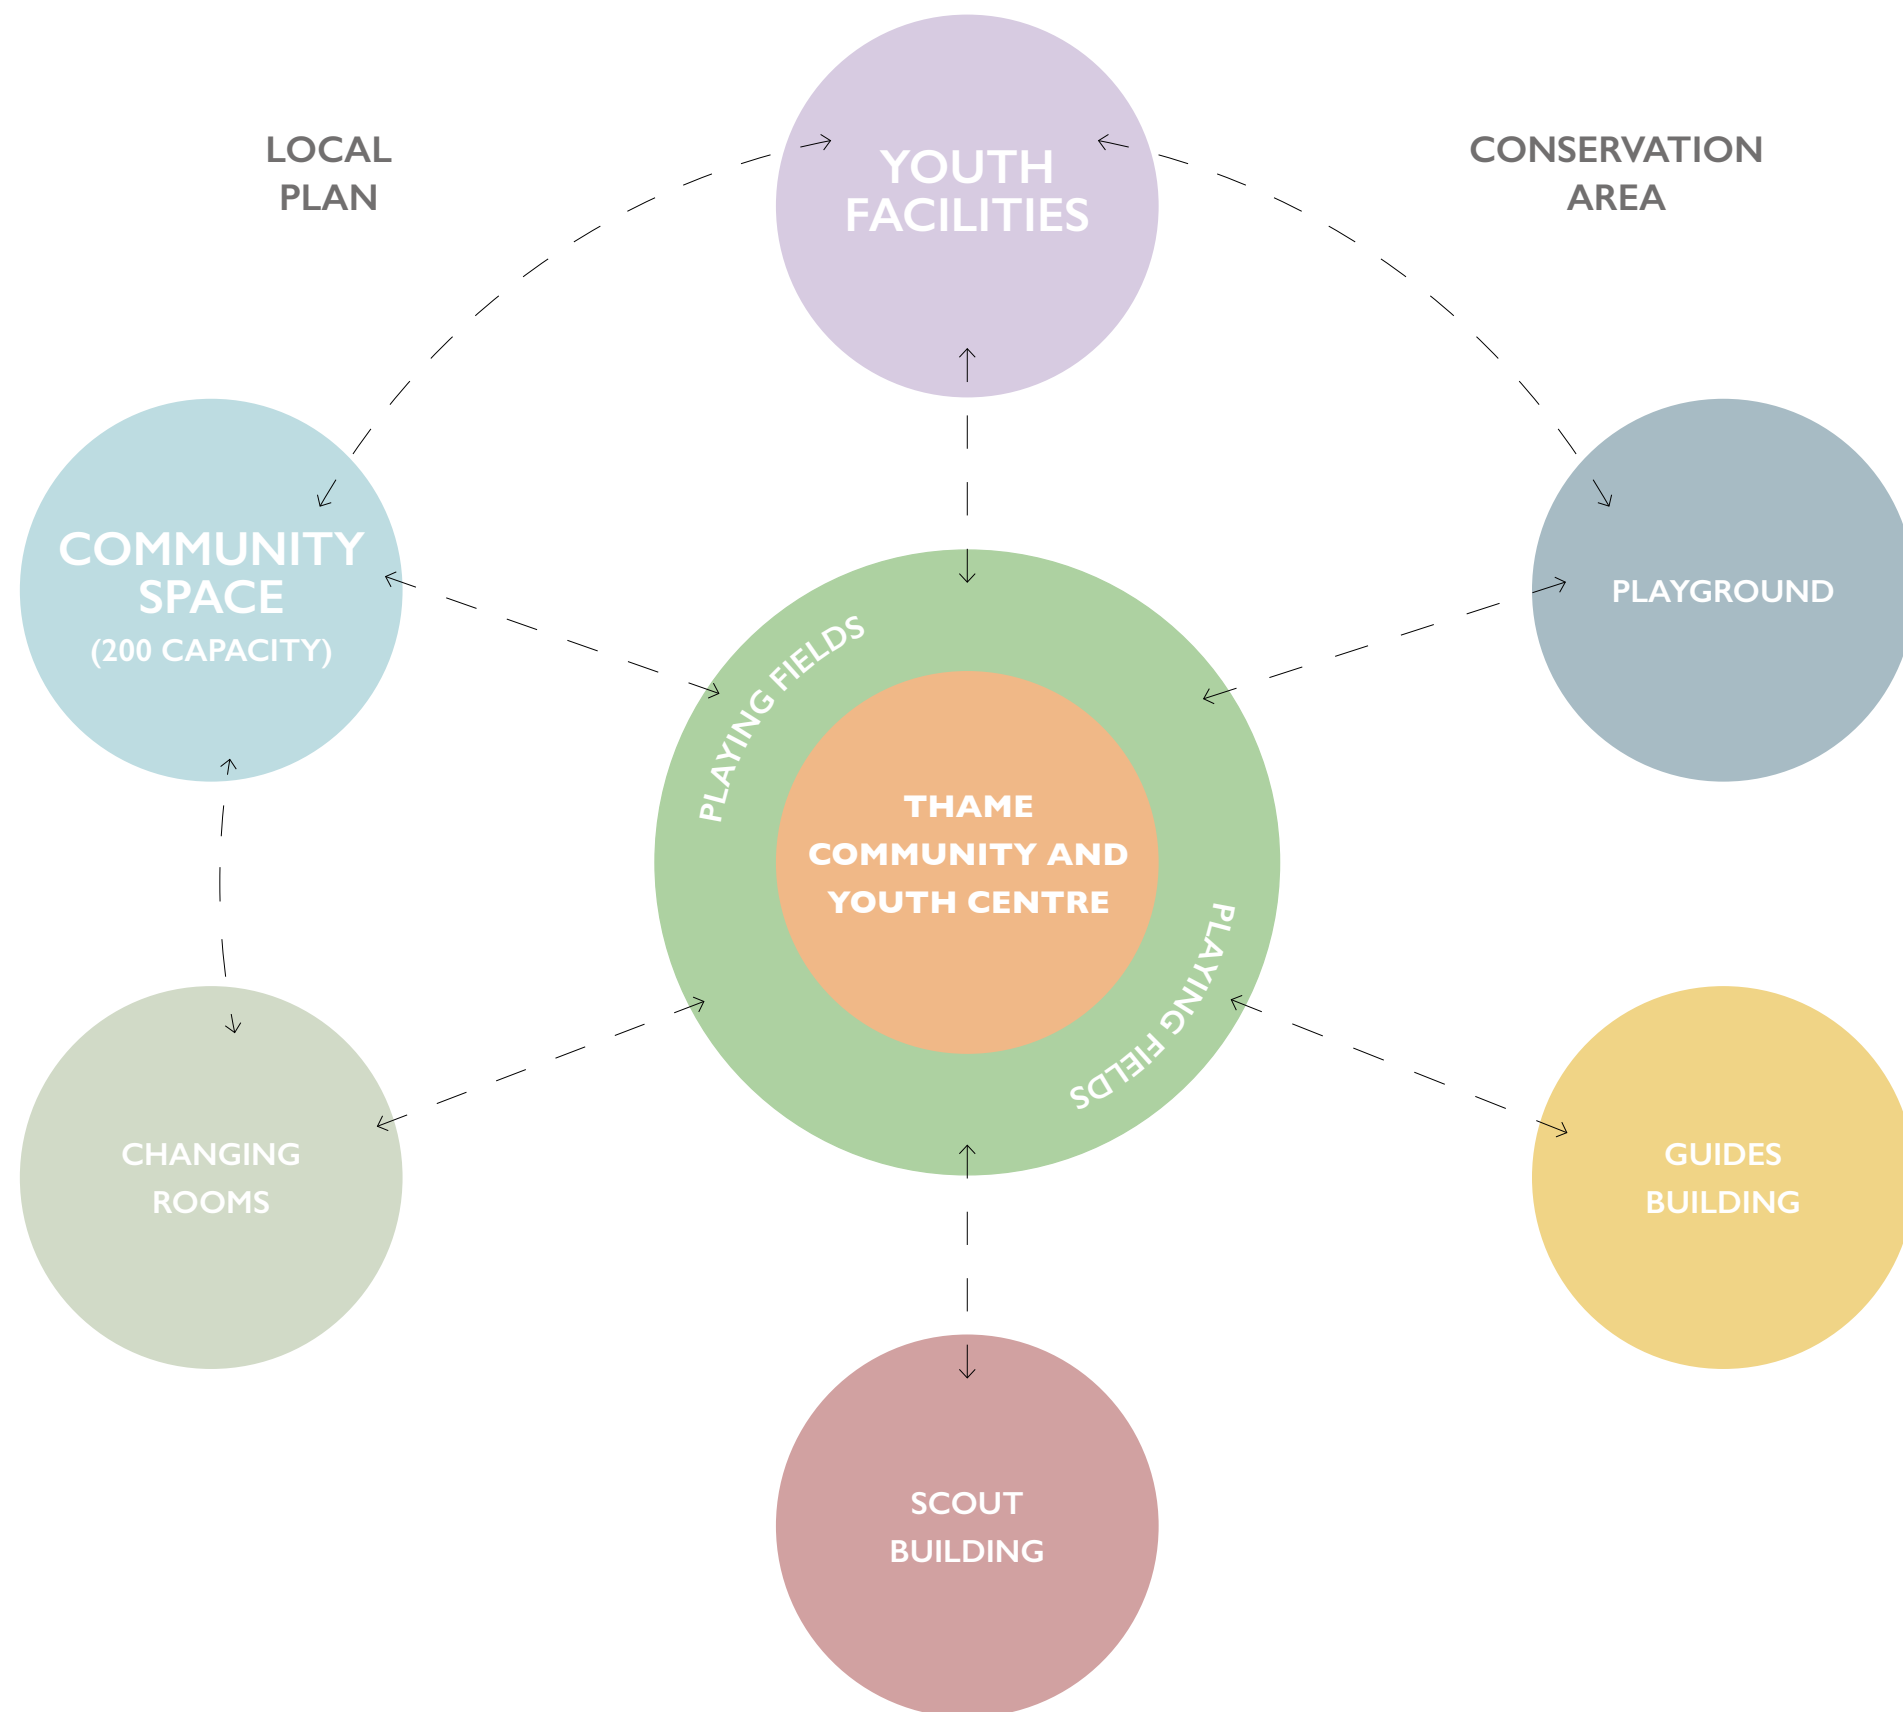 LOCAL
PLAN
YOUTH
FACILITIES
CONSERVATION
AREA
COMMUNITY
SPACE
(200 CAPACITY)
PLAYGROUND
PLAYING FIELDS
THAME
COMMUNITY AND
YOUTH CENTRE
PLAYING FIELDS
CHANGING
ROOMS
GUIDES
BUILDING
SCOUT
BUILDING